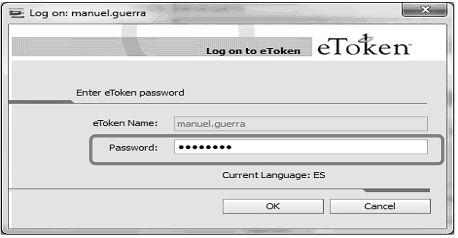 Log on: manuel.guerra
Log on to eToken
eToken
Enter eToken password
eToken Name:
manuel.guerra
Password:
••••••••
Current Language: ES
OK
Cancel